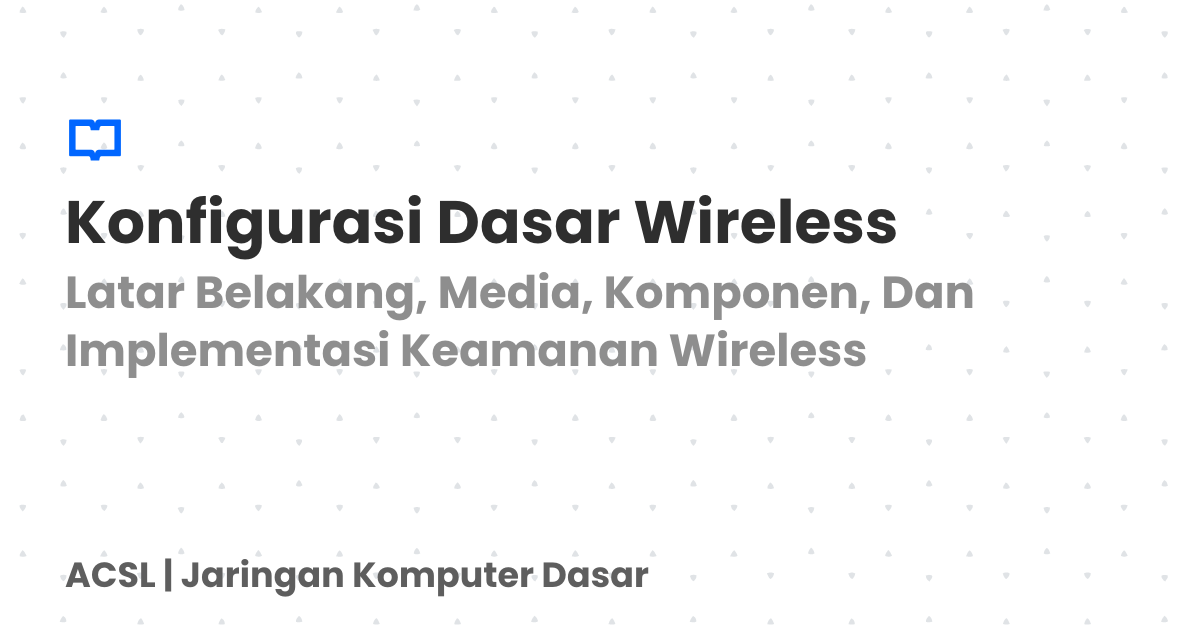 Konfigurasi Dasar Wireless
Latar Belakang, Media, Komponen, Dan
Implementasi Keamanan Wireless
ACSL | Jaringan Komputer Dasar